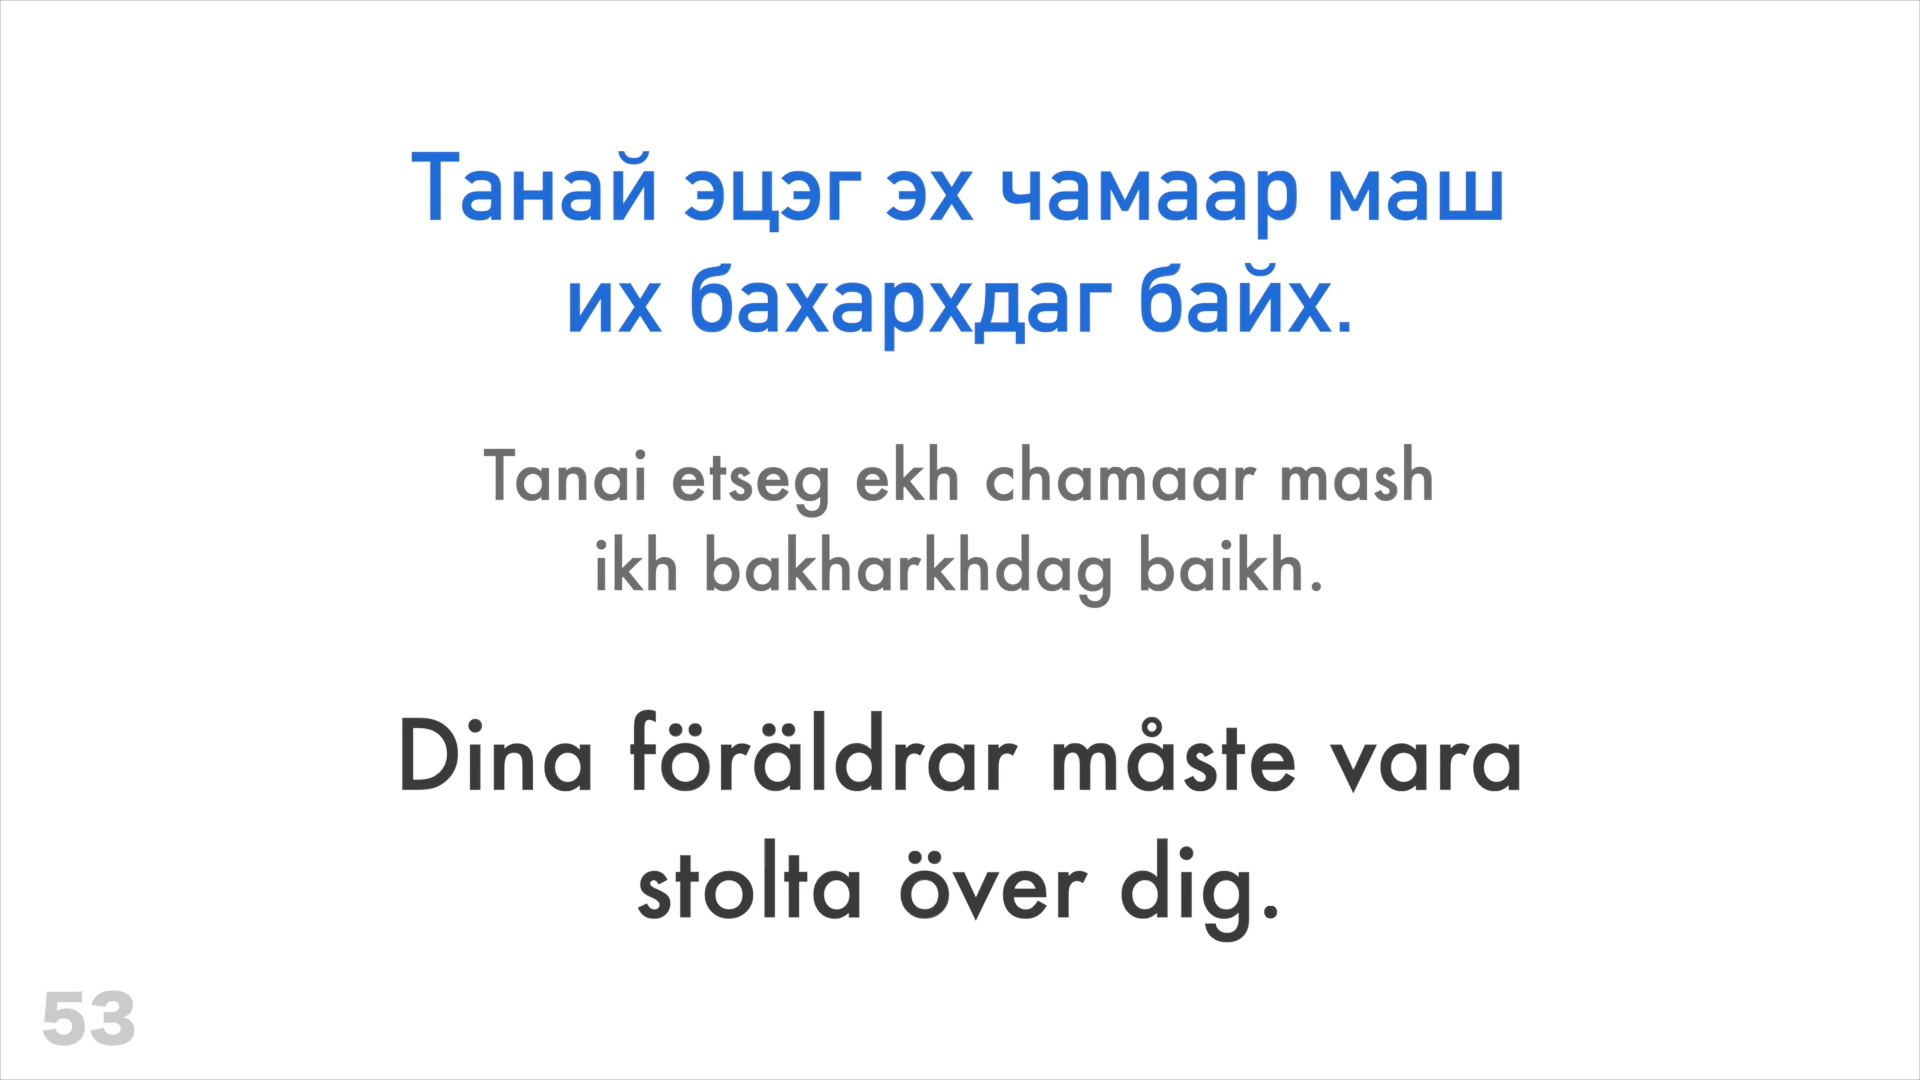 Танай эцэг эх чамаар маш
их бахархдаг байх.
Tanai etseg ekh chamaar mash
ikh bakharkhdag baikh.
Dina föräldrar måste vara
stolta över dig.
53